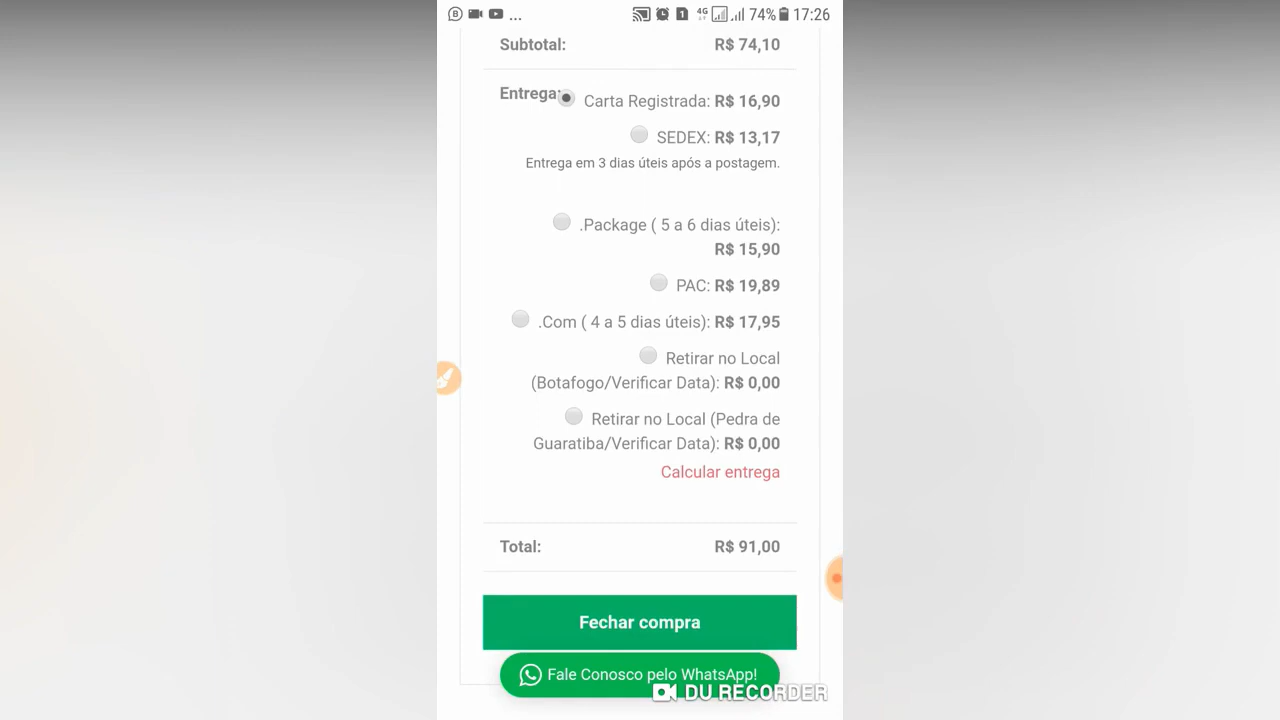 ... 4G 74% 17:26
Subtotal: R$ 74,10
Entrega: Carta Registrada: R$ 16,90
SEDEX: R$ 13,17
Entrega em 3 dias úteis após a postagem.
.Package ( 5 a 6 dias úteis):
R$ 15,90
PAC: R$ 19,89
.Com ( 4 a 5 dias úteis): R$ 17,95
Retirar no Local
(Botafogo/Verificar Data): R$ 0,00
Retirar no Local (Pedra de
Guaratiba/Verificar Data): R$ 0,00
Calcular entrega
Total: R$ 91,00
Fechar compra
Fale Conosco pelo WhatsApp!
DU RECORDER